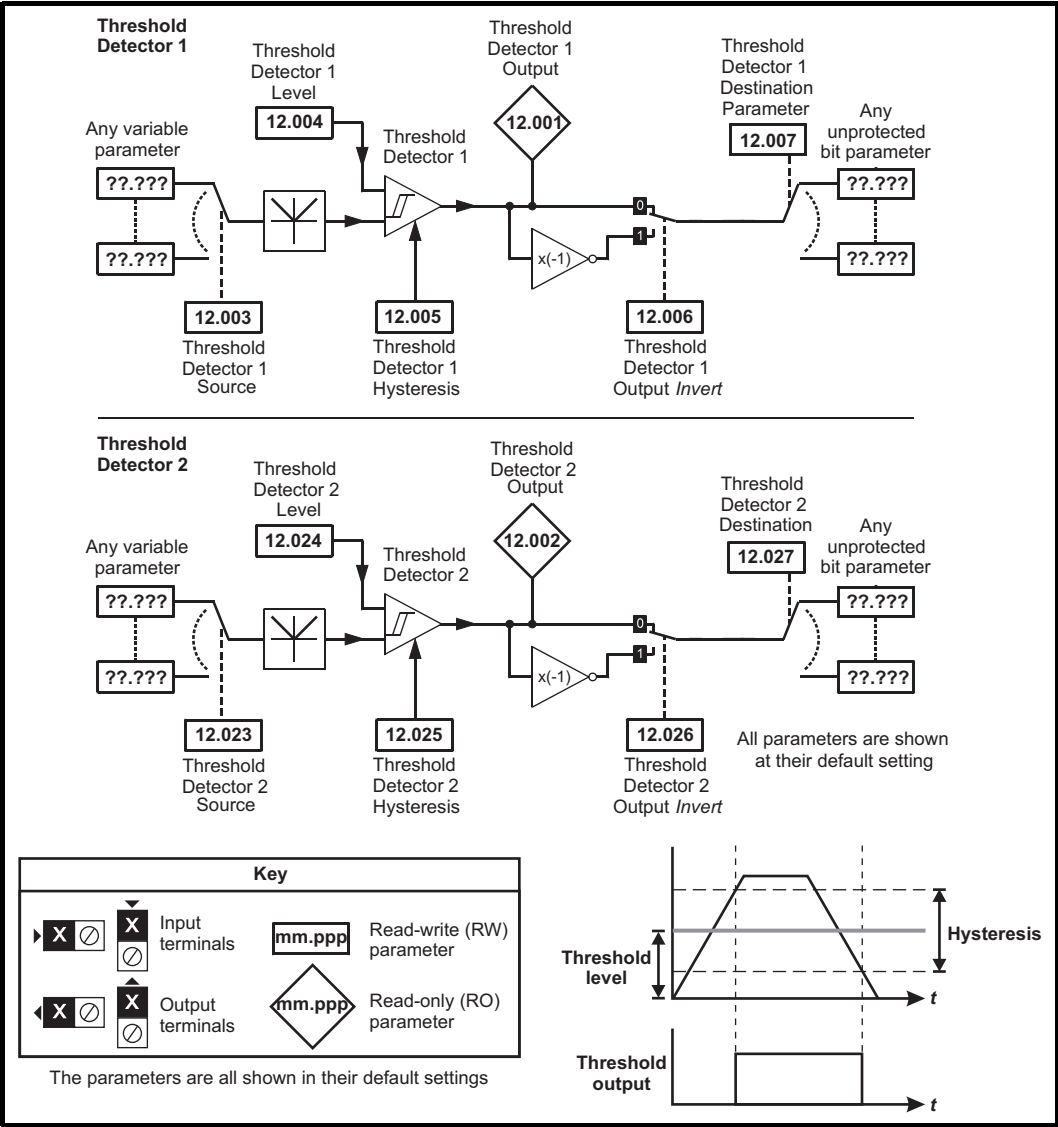 Threshold
Detector 1
Threshold
Detector 1
Level
12.004
Threshold
Detector 1
Output
12.001
Threshold
Detector 1
Destination
Parameter
12.007
Any variable
parameter
??.???
??.???
Threshold
Detector 1
Any
unprotected
bit parameter
??.???
??.???
0
1
x(-1)
12.003
Threshold
Detector 1
Source
12.005
Threshold
Detector 1
Hysteresis
12.006
Threshold
Detector 1
Output Invert
Threshold
Detector 2
Threshold
Detector 2
Level
12.024
Threshold
Detector 2
Output
12.002
Threshold
Detector 2
Destination
12.027
Any variable
parameter
??.???
??.???
Threshold
Detector 2
Any
unprotected
bit parameter
??.???
??.???
0
1
x(-1)
12.023
Threshold
Detector 2
Source
12.025
Threshold
Detector 2
Hysteresis
12.026
Threshold
Detector 2
Output Invert
All parameters are shown
at their default setting
Key
X
X
Input
terminals
mm.ppp
Read-write (RW)
parameter
X
X
Output
terminals
mm.ppp
Read-only (RO)
parameter
The parameters are all shown in their default settings
Threshold
level
Hysteresis
t
Threshold
output
t